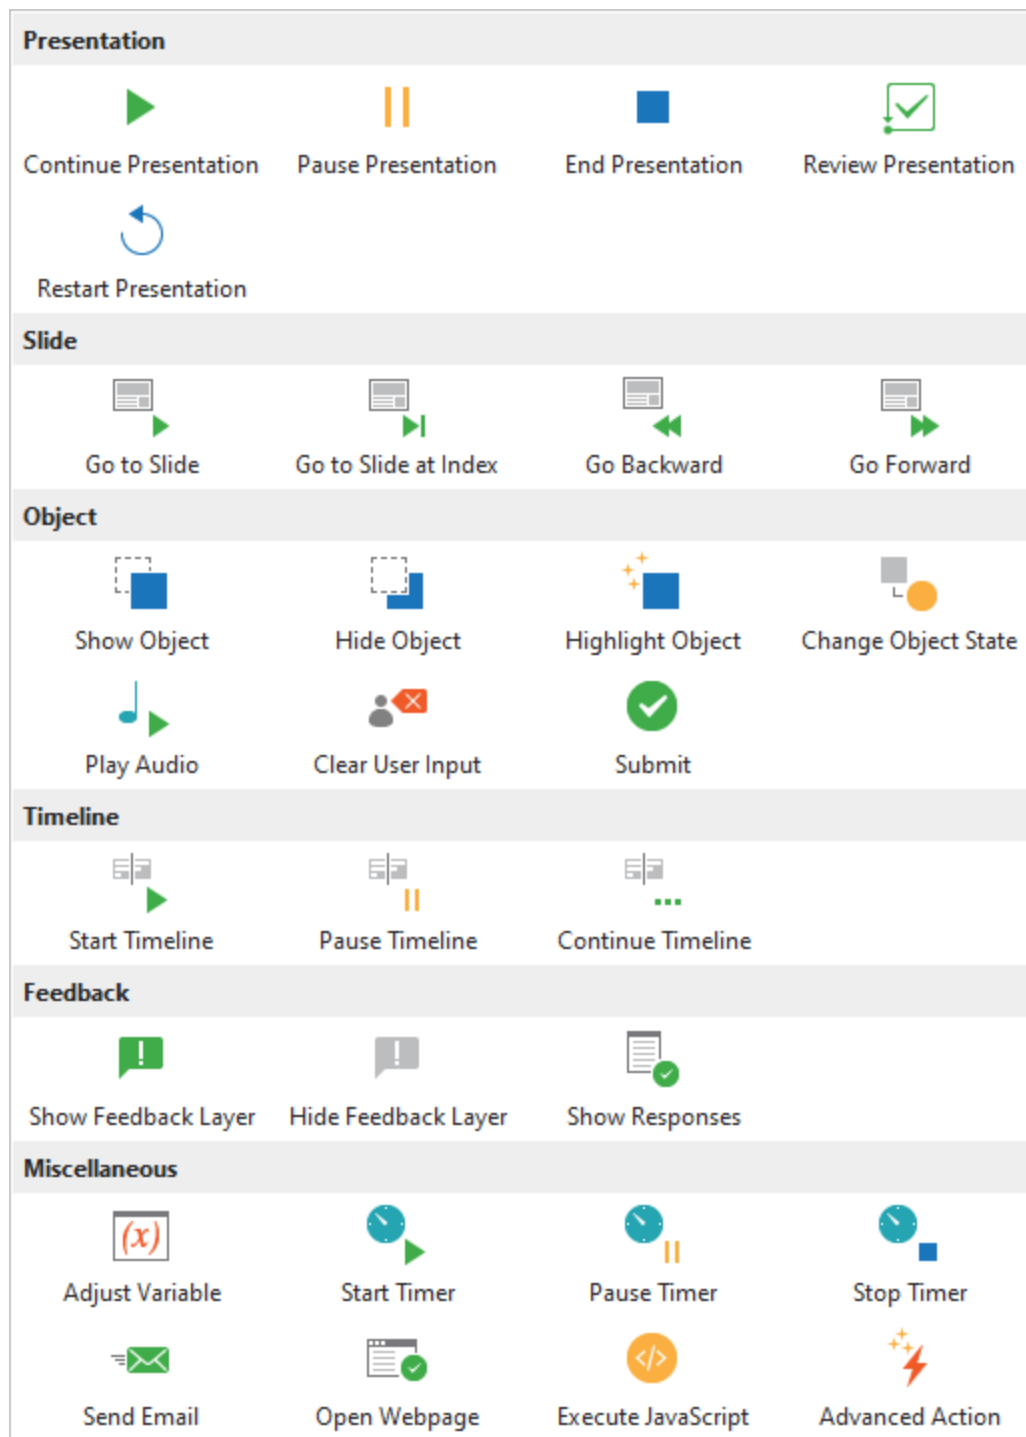 Presentation
Continue Presentation Pause Presentation End Presentation Review Presentation
Restart Presentation
Slide
Go to Slide Go to Slide at Index Go Backward Go Forward
Object
Show Object Hide Object Highlight Object Change Object State
Play Audio Clear User Input Submit
Timeline
Start Timeline Pause Timeline Continue Timeline
Feedback
Show Feedback Layer Hide Feedback Layer Show Responses
Miscellaneous
(x)
Adjust Variable Start Timer Pause Timer Stop Timer
</>
Send Email Open Webpage Execute JavaScript Advanced Action